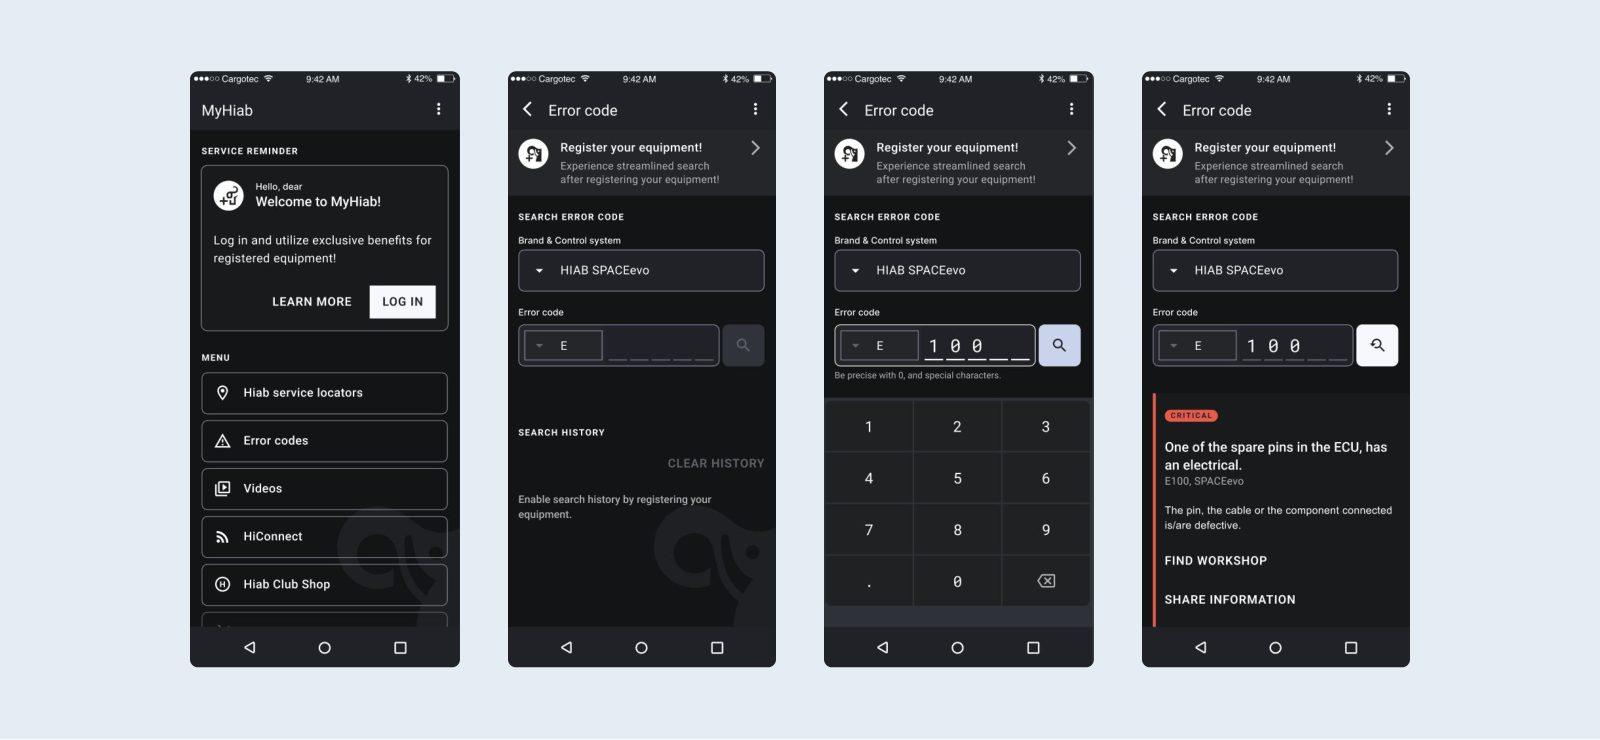 Cargotec
9:42 AM
42%
MyHiab
SERVICE REMINDER
Hello, dear
Welcome to MyHiab!
Log in and utilize exclusive benefits for
registered equipment!
LEARN MORE
LOG IN
MENU
Hiab service locators
Error codes
Videos
HiConnect
H
Hiab Club Shop
Cargotec
9:42 AM
42%
Error code
Register your equipment!
Experience streamlined search
after registering your equipment!
SEARCH ERROR CODE
Brand & Control system
HIAB SPACEevo
Error code
E
SEARCH HISTORY
CLEAR HISTORY
Enable search history by registering your
equipment.
Cargotec
9:42 AM
42%
Error code
Register your equipment!
Experience streamlined search
after registering your equipment!
SEARCH ERROR CODE
Brand & Control system
HIAB SPACEevo
Error code
E 1 0 0
Be precise with 0, and special characters.
1 2 3
4 5 6
7 8 9
. 0
Cargotec
9:42 AM
42%
Error code
Register your equipment!
Experience streamlined search
after registering your equipment!
SEARCH ERROR CODE
Brand & Control system
HIAB SPACEevo
Error code
E 1 0 0
CRITICAL
One of the spare pins in the ECU, has
an electrical.
E100, SPACEevo
The pin, the cable or the component connected
is/are defective.
FIND WORKSHOP
SHARE INFORMATION